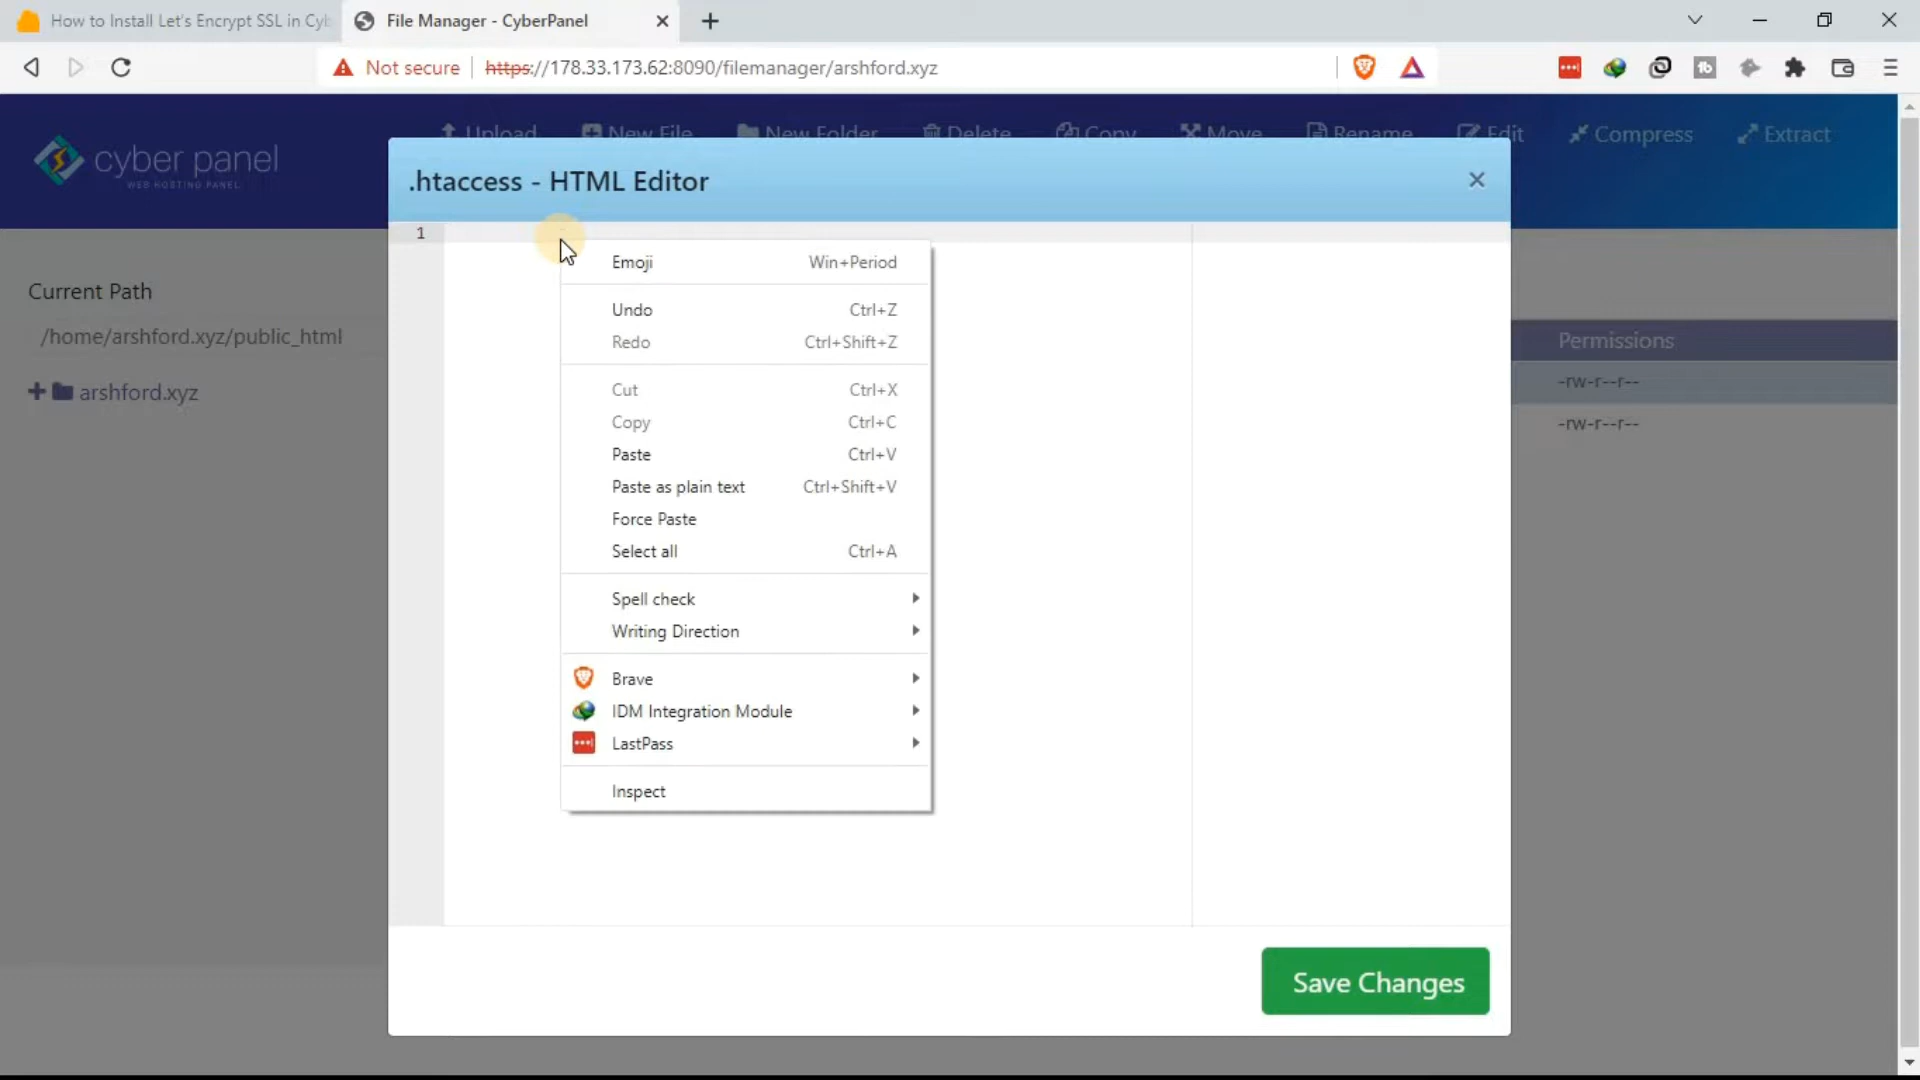 How to Install Let's Encrypt SSL in Cyb
File Manager - CyberPanel
Not secure
https://178.33.173.62:8090/filemanager/arshford.xyz
Upload New File New Folder Delete Copy Move Rename Edit Compress Extract
cyber panel
WEB HOSTING PANEL
.htaccess - HTML Editor
1
Current Path
/home/arshford.xyz/public_html
arshford.xyz
Permissions
-rw-r--r--
-rw-r--r--
Emoji Win+Period
Undo Ctrl+Z
Redo Ctrl+Shift+Z
Cut Ctrl+X
Copy Ctrl+C
Paste Ctrl+V
Paste as plain text Ctrl+Shift+V
Force Paste
Select all Ctrl+A
Spell check
Writing Direction
Brave
IDM Integration Module
LastPass
Inspect
Save Changes